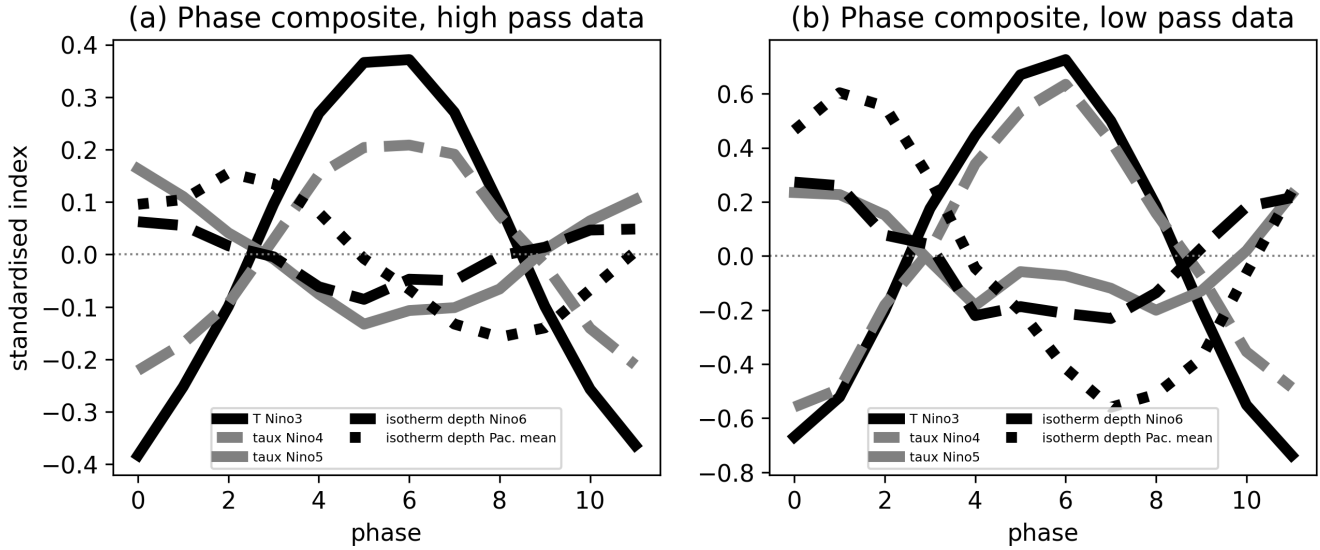 (a) Phase composite, high pass data
standardised index
0.4
0.3
0.2
0.1
0.0
−0.1
−0.2
−0.3
−0.4
T Nino3
taux Nino4
taux Nino5
isotherm depth Nino6
isotherm depth Pac. mean
0 2 4 6 8 10
phase
(b) Phase composite, low pass data
0.6
0.4
0.2
0.0
−0.2
−0.4
−0.6
−0.8
T Nino3
taux Nino4
taux Nino5
isotherm depth Nino6
isotherm depth Pac. mean
0 2 4 6 8 10
phase